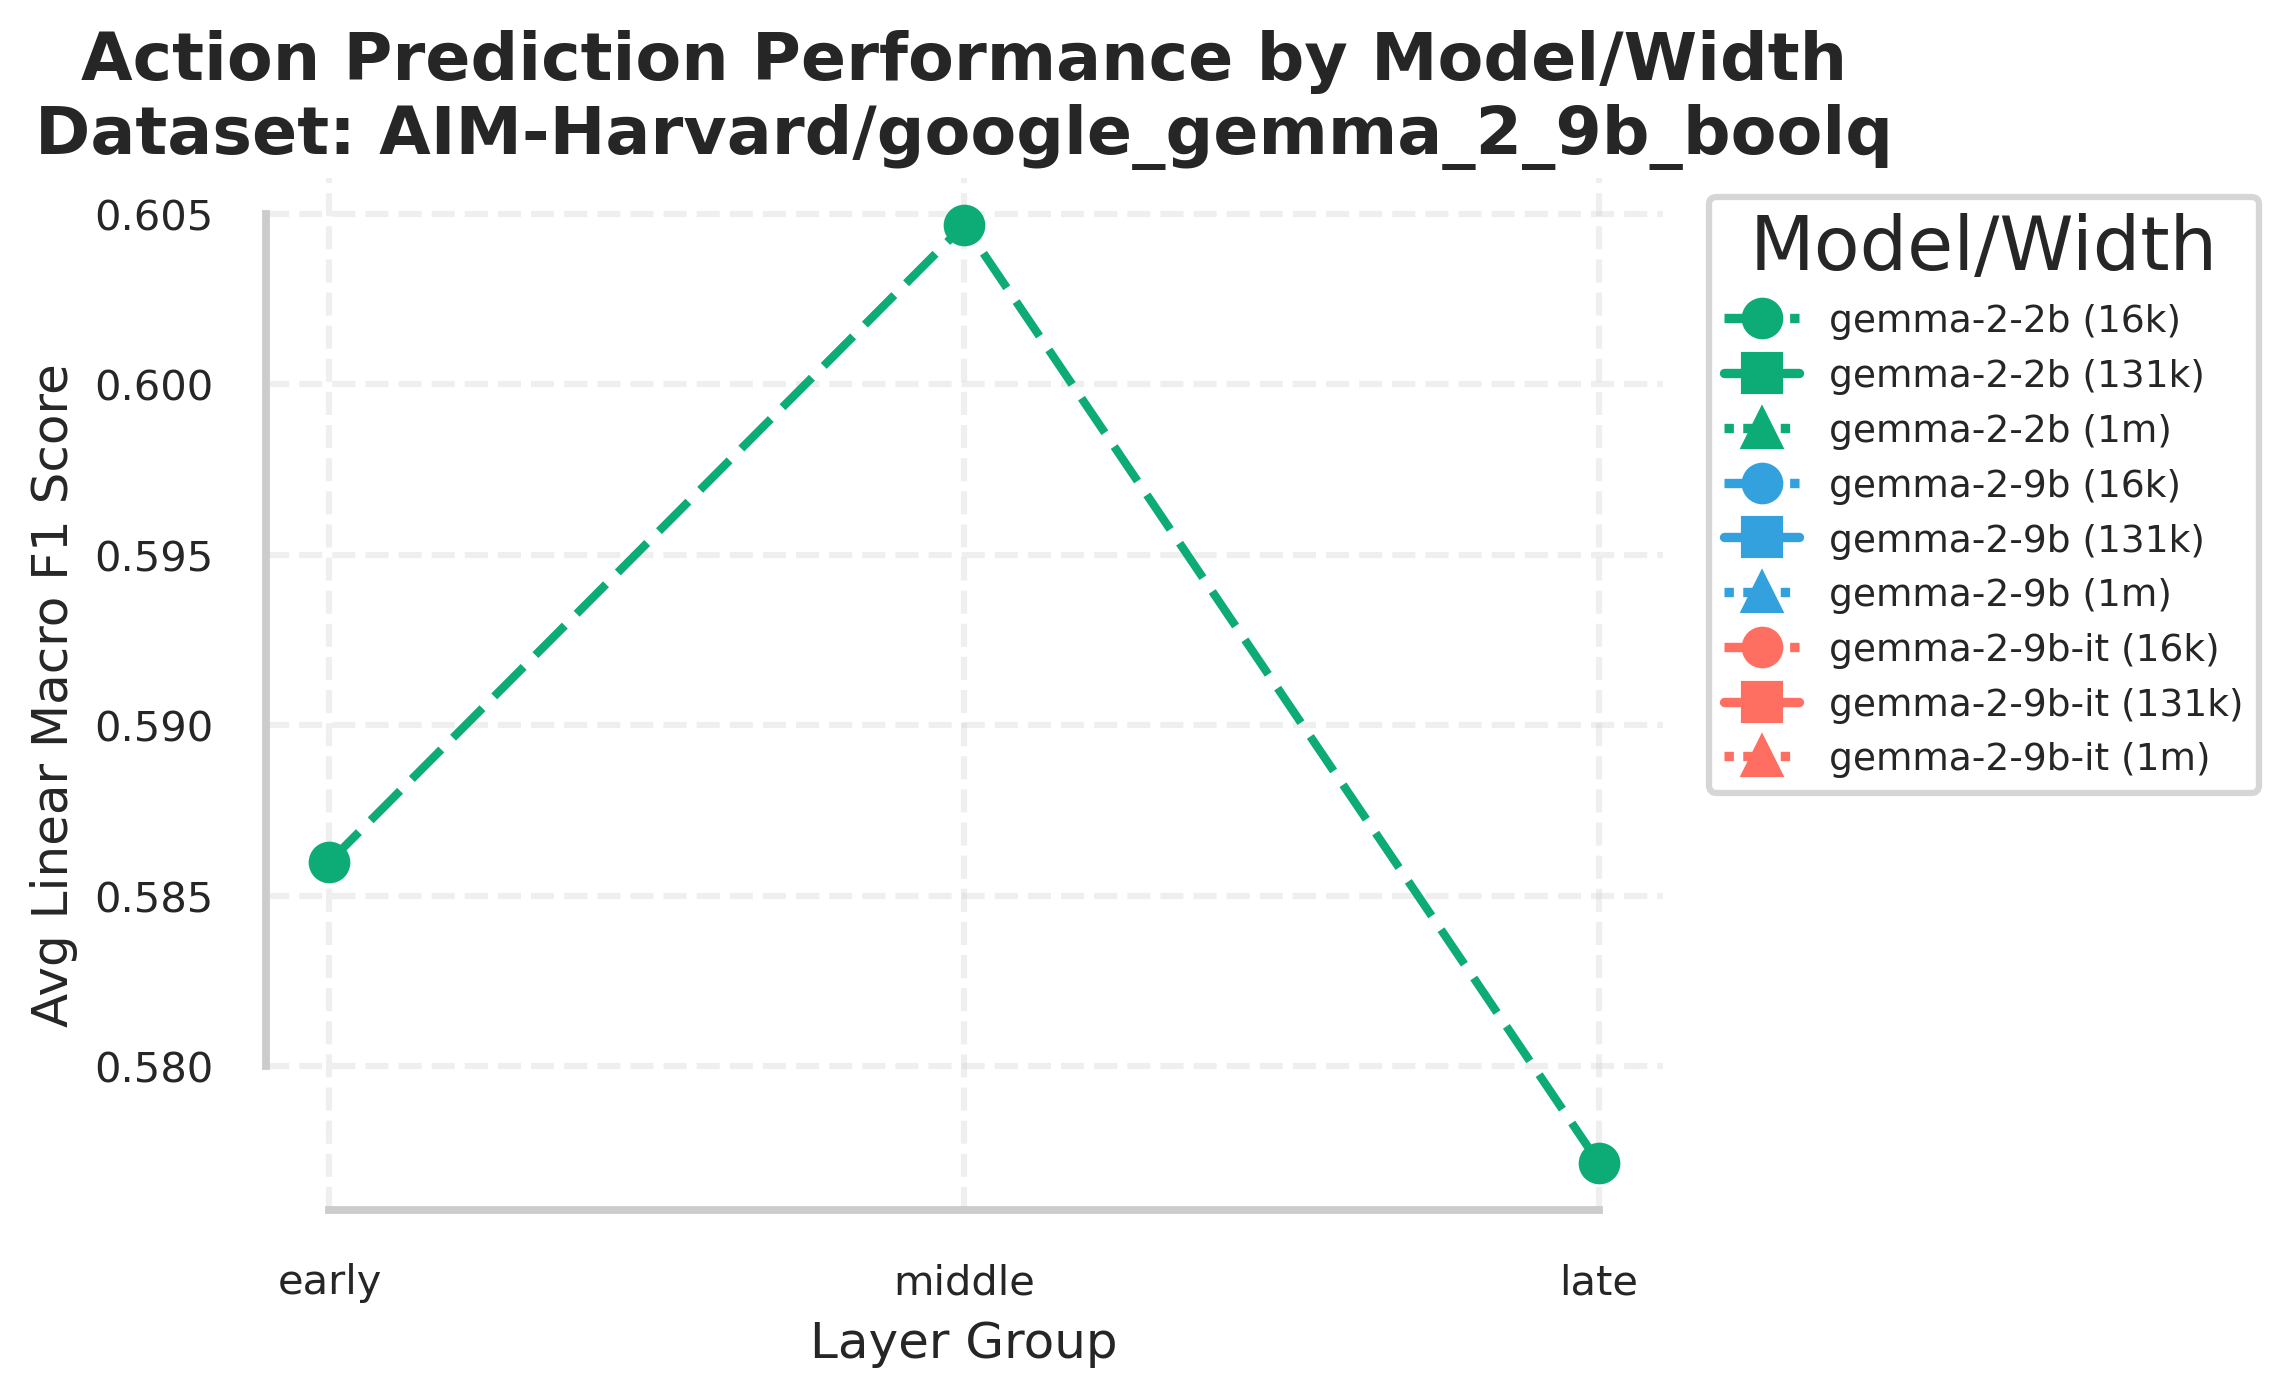 Action Prediction Performance by Model/Width
Dataset: AIM-Harvard/google_gemma_2_9b_boolq
Avg Linear Macro F1 Score
0.605
0.600
0.595
0.590
0.585
0.580
early
middle
late
Layer Group
Model/Width
gemma-2-2b (16k)
gemma-2-2b (131k)
gemma-2-2b (1m)
gemma-2-9b (16k)
gemma-2-9b (131k)
gemma-2-9b (1m)
gemma-2-9b-it (16k)
gemma-2-9b-it (131k)
gemma-2-9b-it (1m)